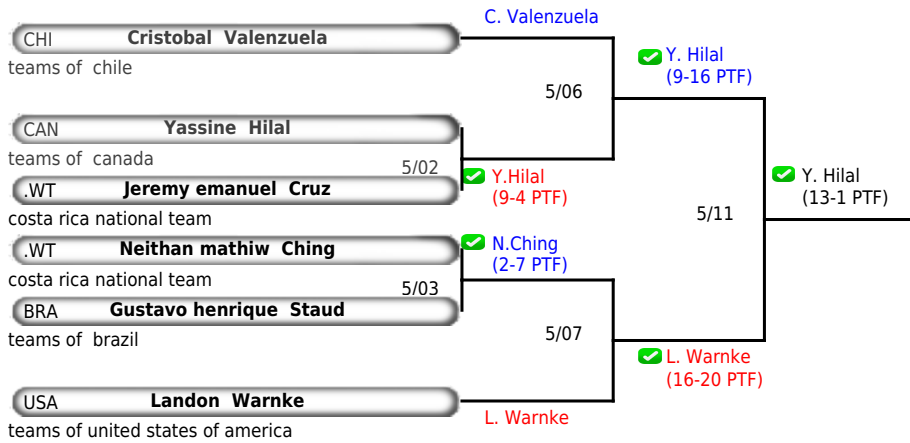 C. Valenzuela
CHI Cristobal Valenzuela
teams of chile
Y. Hilal
(9-16 PTF)
5/06
CAN Yassine Hilal
teams of canada
5/02
Y.Hilal
(9-4 PTF)
.WT Jeremy emanuel Cruz
costa rica national team
Y. Hilal
(13-1 PTF)
5/11
.WT Neithan mathiw Ching
costa rica national team
N.Ching
(2-7 PTF)
5/03
BRA Gustavo henrique Staud
teams of brazil
5/07
L. Warnke
(16-20 PTF)
USA Landon Warnke
teams of united states of america
L. Warnke